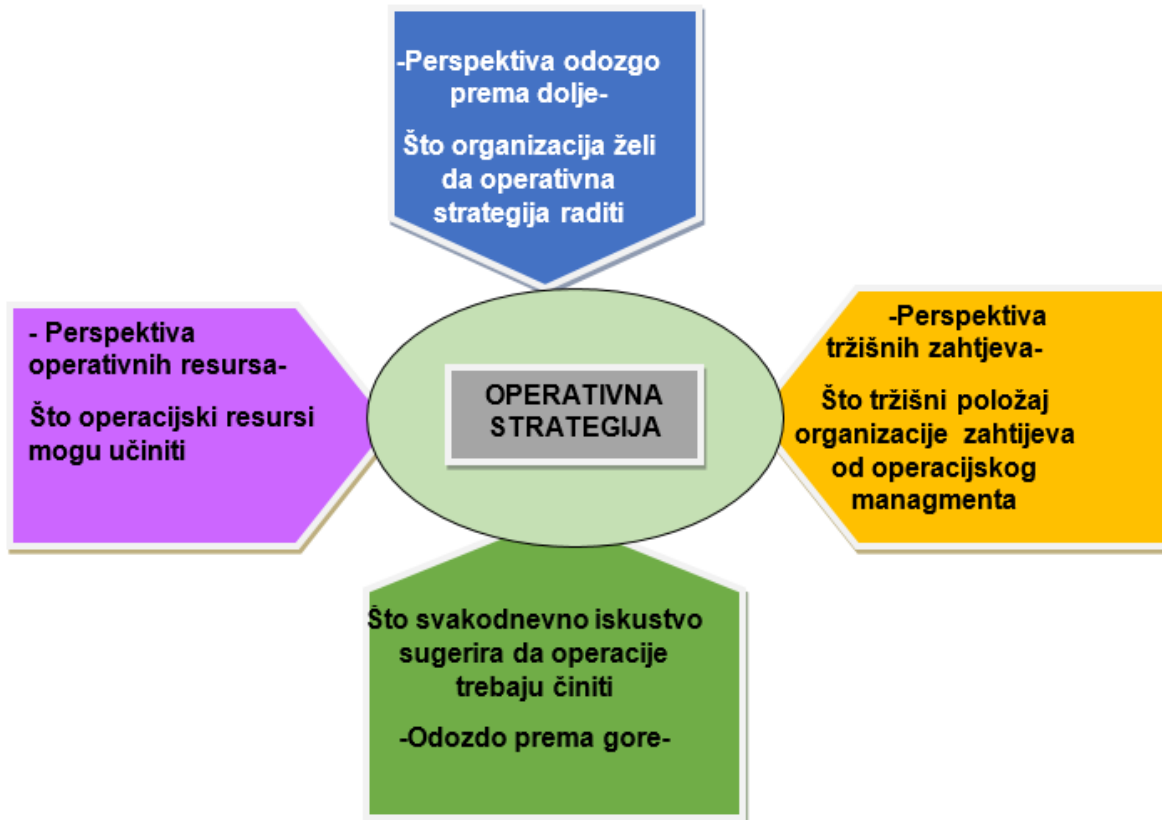 -Perspektiva odozgo
prema dolje-
Što organizacija želi
da operativna
strategija raditi
- Perspektiva
operativnih resursa-
Što operacijski resursi
mogu učiniti
OPERATIVNA
STRATEGIJA
-Perspektiva
tržišnih zahtjeva-
Što tržišni položaj
organizacije zahtijeva
od operacijskog
managmenta
Što svakodnevno iskustvo
sugerira da operacije
trebaju činiti
-Odozdo prema gore-